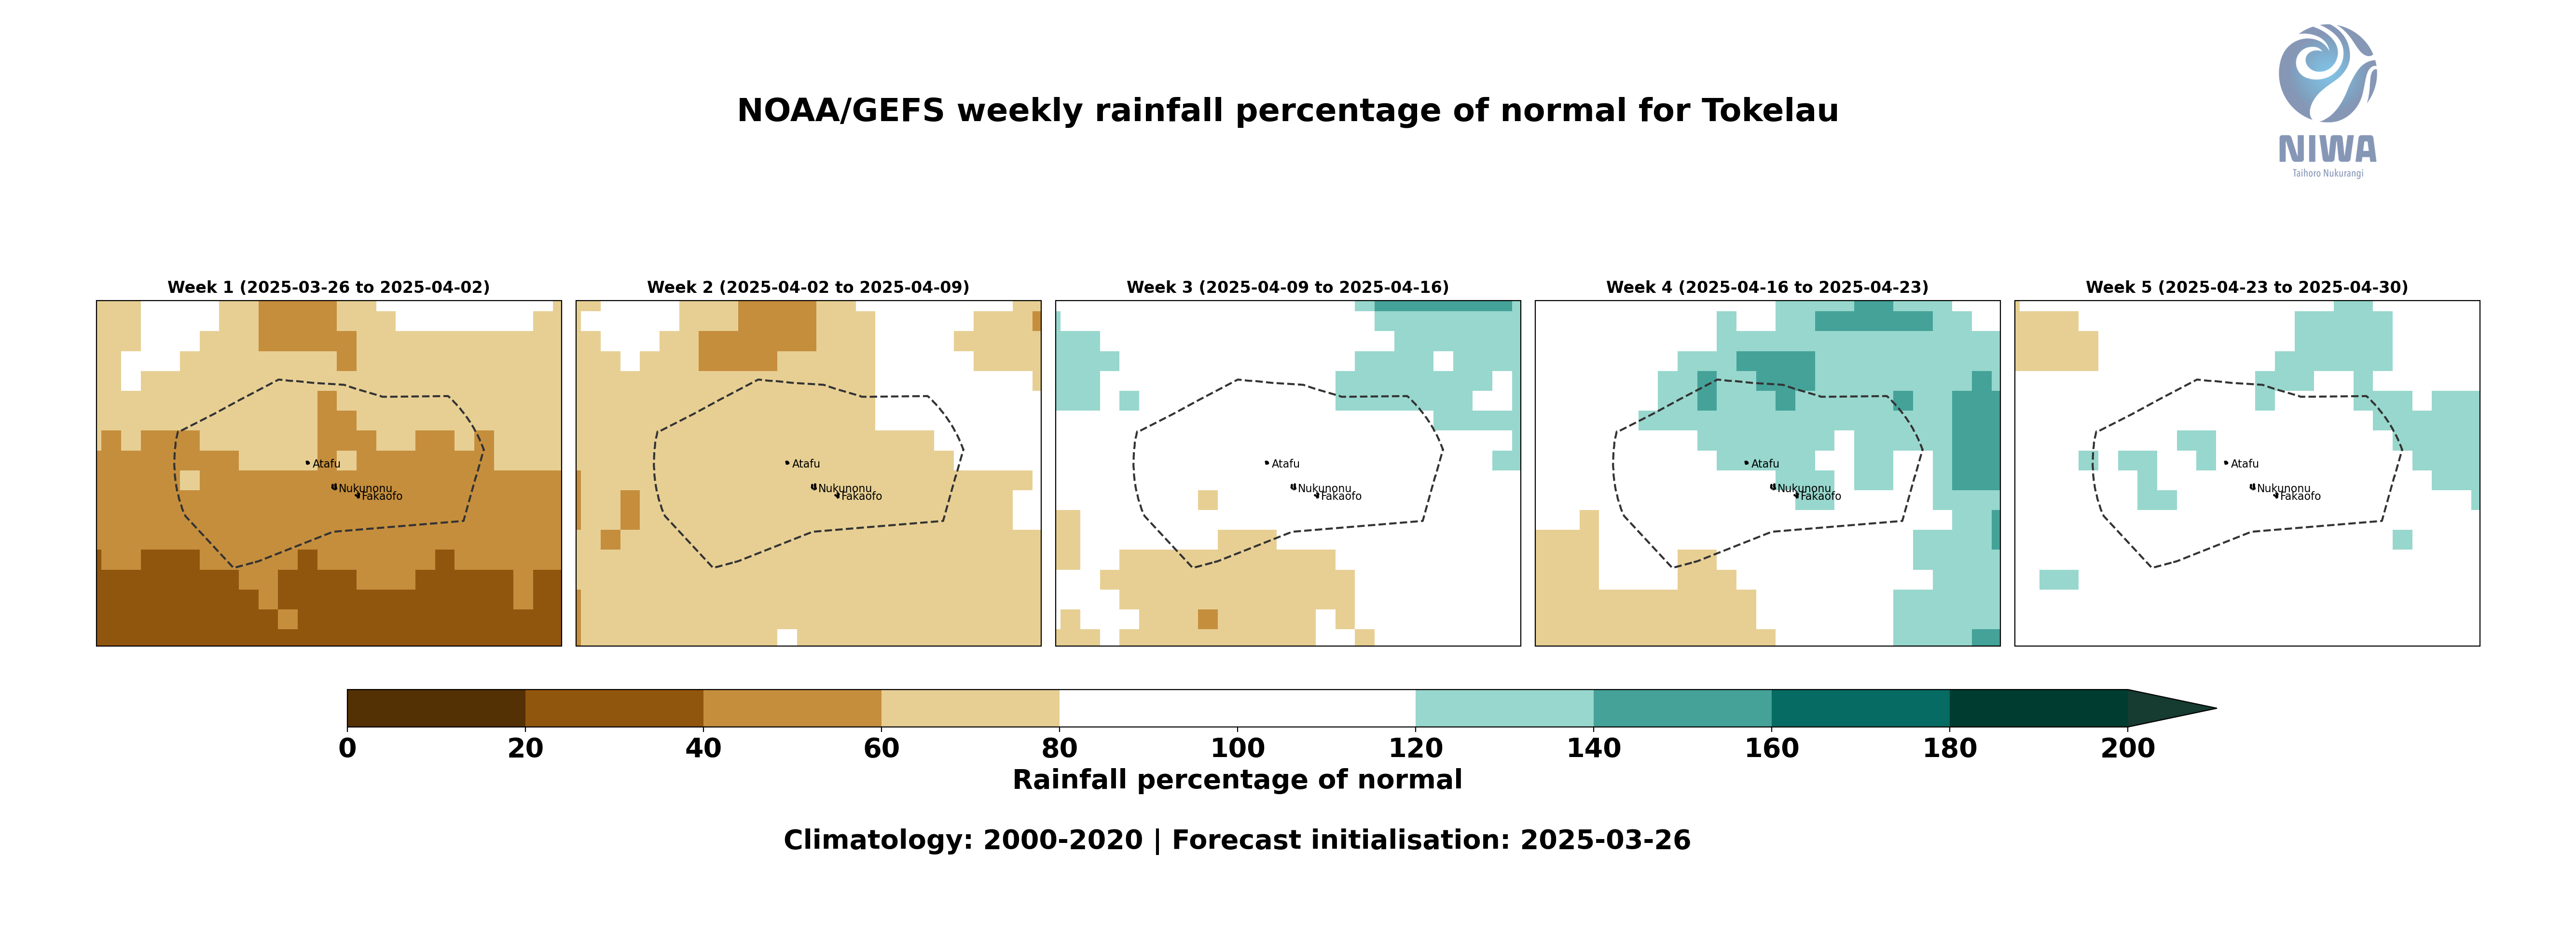 NOAA/GEFS weekly rainfall percentage of normal for Tokelau
NIWA
Taihoro Nukurangi
Week 1 (2025-03-26 to 2025-04-02)
Week 2 (2025-04-02 to 2025-04-09)
Week 3 (2025-04-09 to 2025-04-16)
Week 4 (2025-04-16 to 2025-04-23)
Week 5 (2025-04-23 to 2025-04-30)
Atafu
Nukunonu
Fakaofo
Atafu
Nukunonu
Fakaofo
Atafu
Nukunonu
Fakaofo
Atafu
Nukunonu
Fakaofo
Atafu
Nukunonu
Fakaofo
0 20 40 60 80 100 120 140 160 180 200
Rainfall percentage of normal
Climatology: 2000-2020 | Forecast initialisation: 2025-03-26